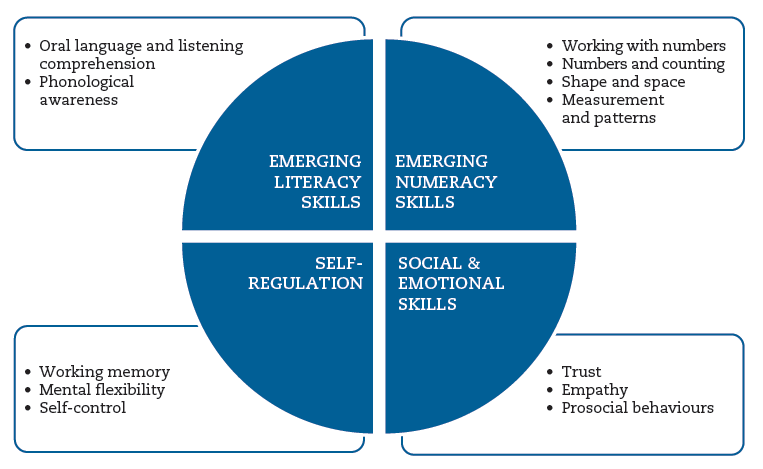 • Oral language and listening
comprehension
• Phonological
awareness
• Working with numbers
• Numbers and counting
• Shape and space
• Measurement
and patterns
EMERGING
LITERACY
SKILLS
EMERGING
NUMERACY
SKILLS
SELF-
REGULATION
SOCIAL &
EMOTIONAL
SKILLS
• Working memory
• Mental flexibility
• Self-control
• Trust
• Empathy
• Prosocial behaviours